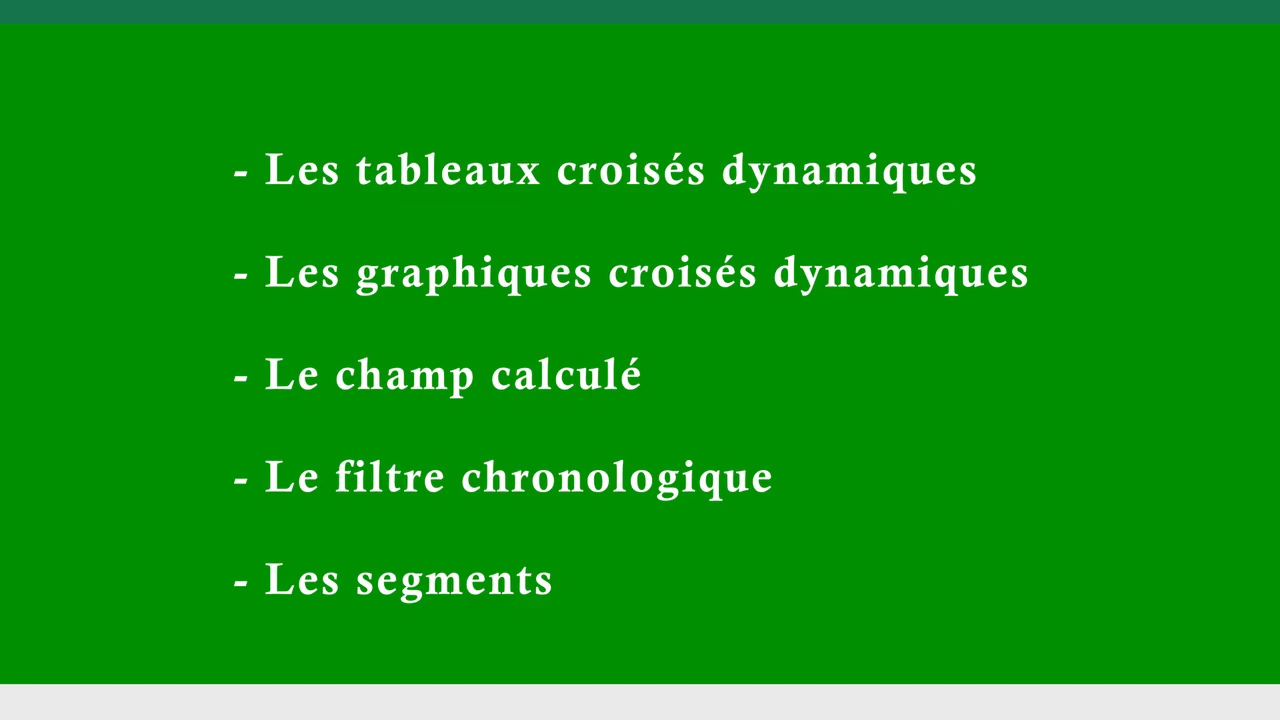 - Les tableaux croisés dynamiques
- Les graphiques croisés dynamiques
- Le champ calculé
- Le filtre chronologique
- Les segments